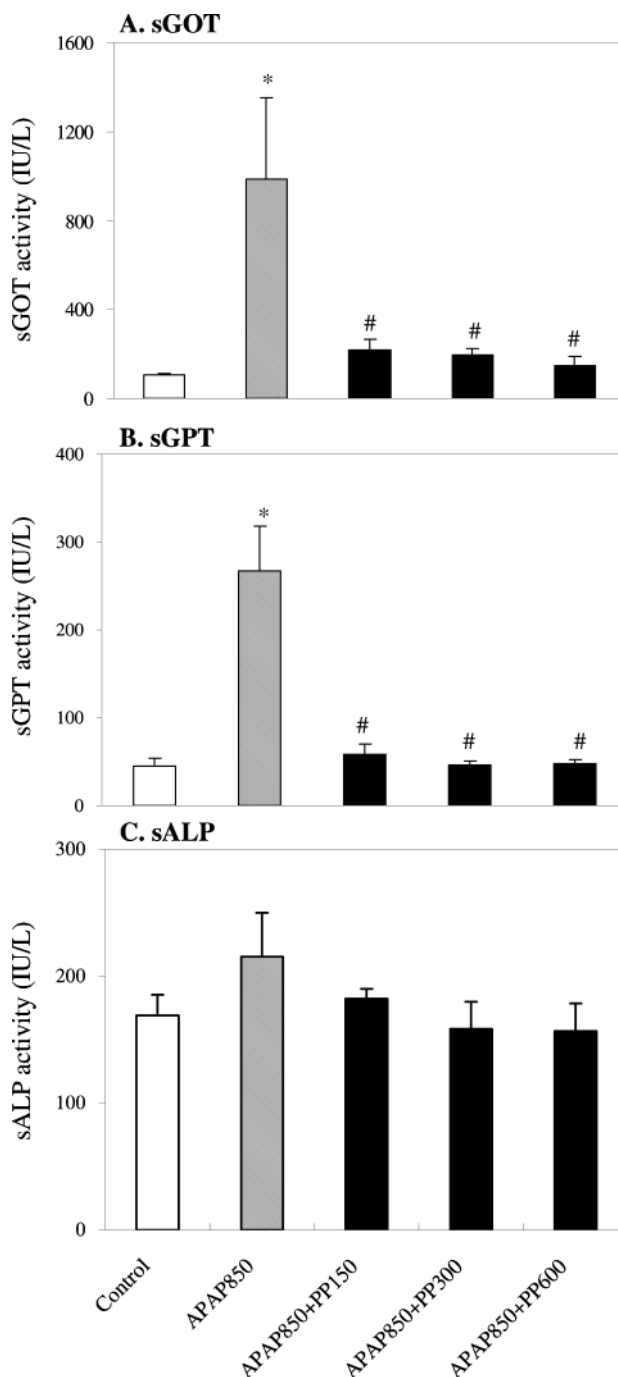 A. sGOT
1600
1200
800
400
0
sGOT activity (IU/L)
*
#
#
#
B. sGPT
400
300
200
100
0
sGPT activity (IU/L)
*
#
#
#
C. sALP
300
200
100
0
sALP activity (IU/L)
Control
APAP850
APAP850+PP150
APAP850+PP300
APAP850+PP600